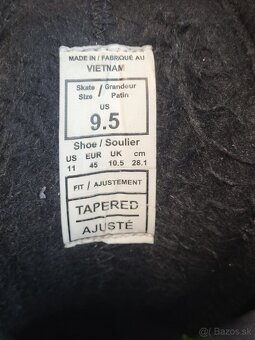 MADE IN / FABRIQUÉ AU
VIETNAM
Skate / Grandeur
Size / Patin
US
9.5
Shoe / Soulier
US EUR UK cm
11 45 10.5 28.1
FIT / AJUSTEMENT
TAPERED
AJUSTÉ
© Bazos.sk